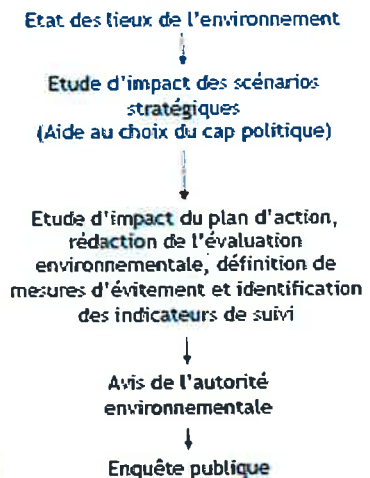 Etat des lieux de l'environnement
Etude d'impact des scénarios
stratégiques
(Aide au choix du cap politique)
Etude d'impact du plan d'action,
rédaction de l'évaluation
environnementale, définition de
mesures d'évitement et identification
des indicateurs de suivi
Avis de l'autorité
environnementale
Enquête publique